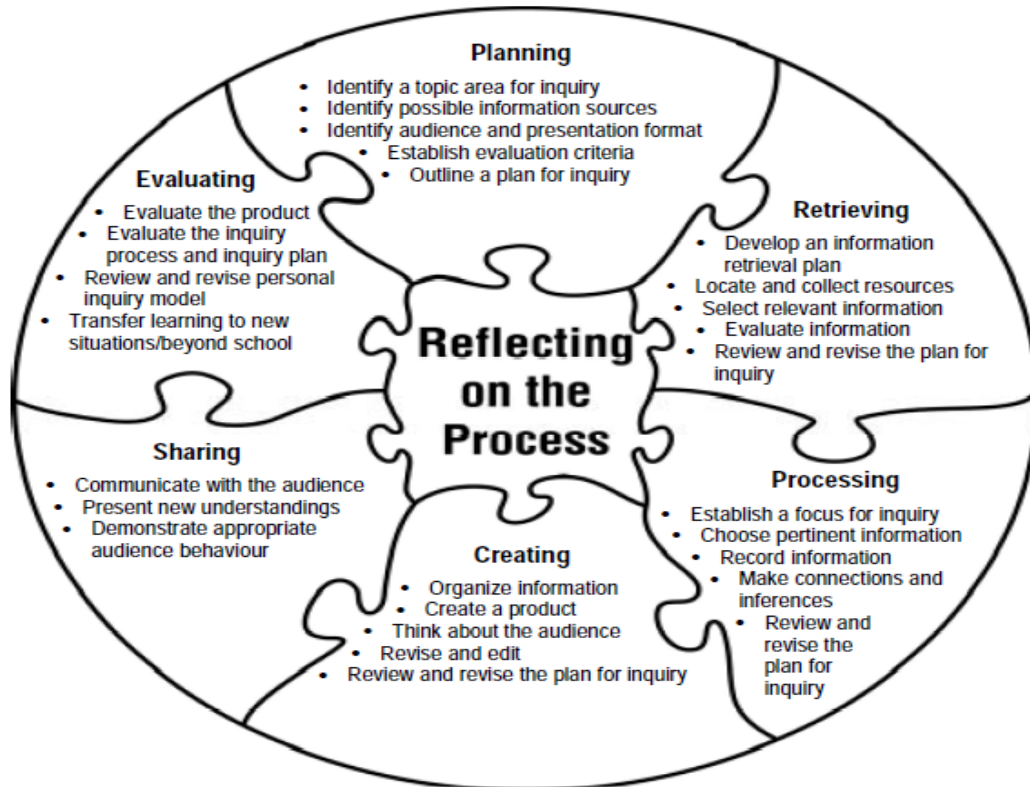 Planning
• Identify a topic area for inquiry
• Identify possible information sources
• Identify audience and presentation format
• Establish evaluation criteria
• Outline a plan for inquiry
Retrieving
• Develop an information
retrieval plan
• Locate and collect resources
• Select relevant information
• Evaluate information
• Review and revise the plan for
inquiry
Processing
• Establish a focus for inquiry
• Choose pertinent information
• Record information
• Make connections and
inferences
• Review and
revise the
plan for
inquiry
Creating
• Organize information
• Create a product
• Think about the audience
• Revise and edit
• Review and revise the plan for inquiry
Sharing
• Communicate with the audience
• Present new understandings
• Demonstrate appropriate
audience behaviour
Evaluating
• Evaluate the product
• Evaluate the inquiry
process and inquiry plan
• Review and revise personal
inquiry model
• Transfer learning to new
situations/beyond school
Reflecting
on the
Process